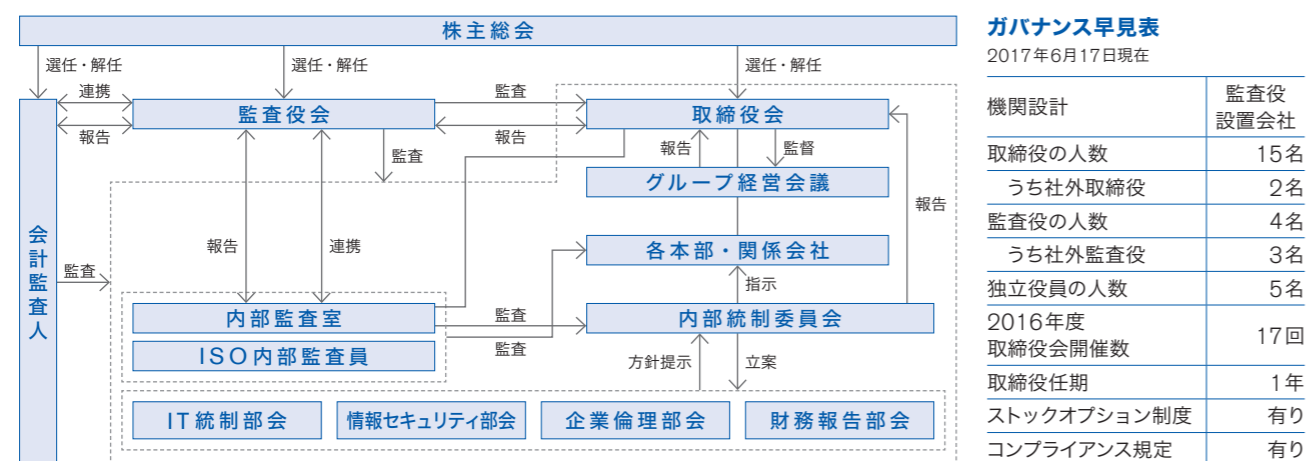 株主総会
選任・解任
選任・解任
選任・解任
連携
監査役会
監査
取締役会
報告
報告
監査
報告
監督
グループ経営会議
報告
会計監査人
監査
報告
連携
各本部・関係会社
指示
内部監査室
監査
内部統制委員会
ISO内部監査員
監査
方針提示
立案
IT統制部会
情報セキュリティ部会
企業倫理部会
財務報告部会
ガバナンス早見表
2017年6月17日現在
機関設計
監査役
設置会社
取締役の人数 15名
うち社外取締役 2名
監査役の人数 4名
うち社外監査役 3名
独立役員の人数 5名
2016年度
取締役会開催数 17回
取締役任期 1年
ストックオプション制度 有り
コンプライアンス規定 有り